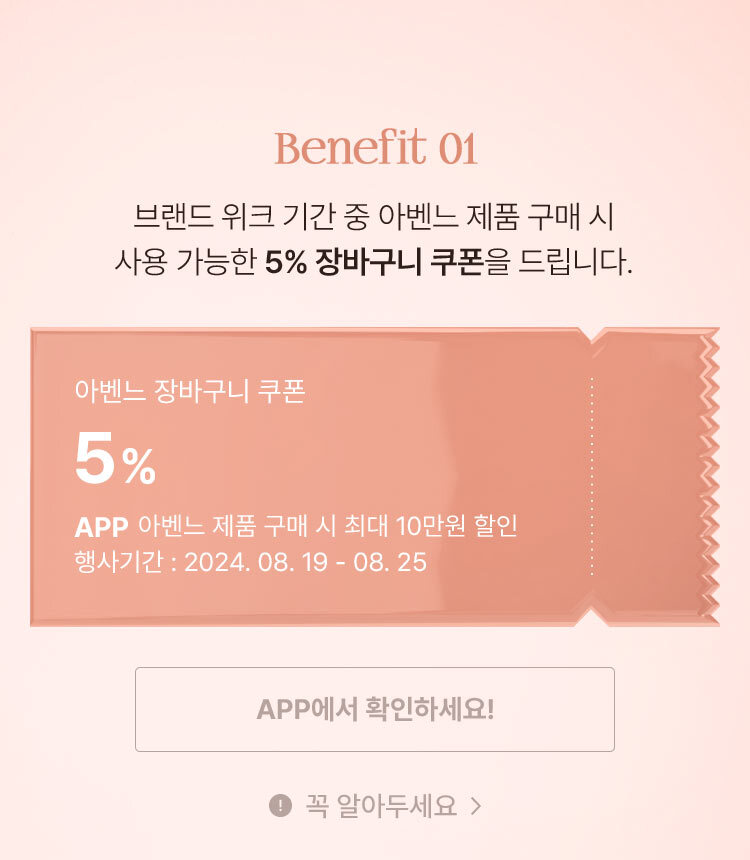 Benefit 01
브랜드 위크 기간 중 아벤느 제품 구매 시
사용 가능한 5% 장바구니 쿠폰을 드립니다.
아벤느 장바구니 쿠폰
5%
APP 아벤느 제품 구매 시 최대 10만원 할인
행사기간 : 2024. 08. 19 - 08. 25
APP에서 확인하세요!
꼭 알아두세요